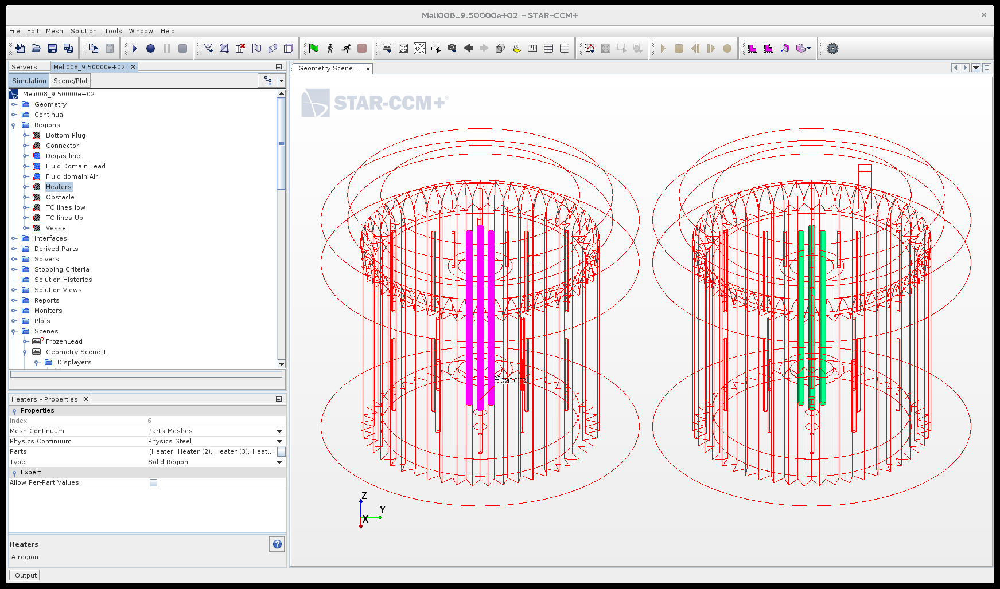 Meli008_9.50000e+02 - STAR-CCM+
File Edit Mesh Solution Tools Window Help
Servers Meli008_9.50000e+02
Geometry Scene 1
Simulation Scene/Plot
Meli008_9.50000e+02
Geometry
Continua
Regions
Bottom Plug
Connector
Degas line
Fluid Domain Lead
Fluid domain Air
Heaters
Obstacle
TC lines low
TC lines Up
Vessel
Interfaces
Derived Parts
Solvers
Stopping Criteria
Solution Histories
Solution Views
Reports
Monitors
Plots
Scenes
FrozenLead
Geometry Scene 1
Displayers
STAR-CCM+®
Heaters
Z
Y
X
Heaters - Properties
Properties
Index 6
Mesh Continuum Parts Meshes
Physics Continuum Physics Steel
Parts [Heater, Heater (2), Heater (3), Heat... ...
Type Solid Region
Expert
Allow Per-Part Values
Heaters
?
A region
Output